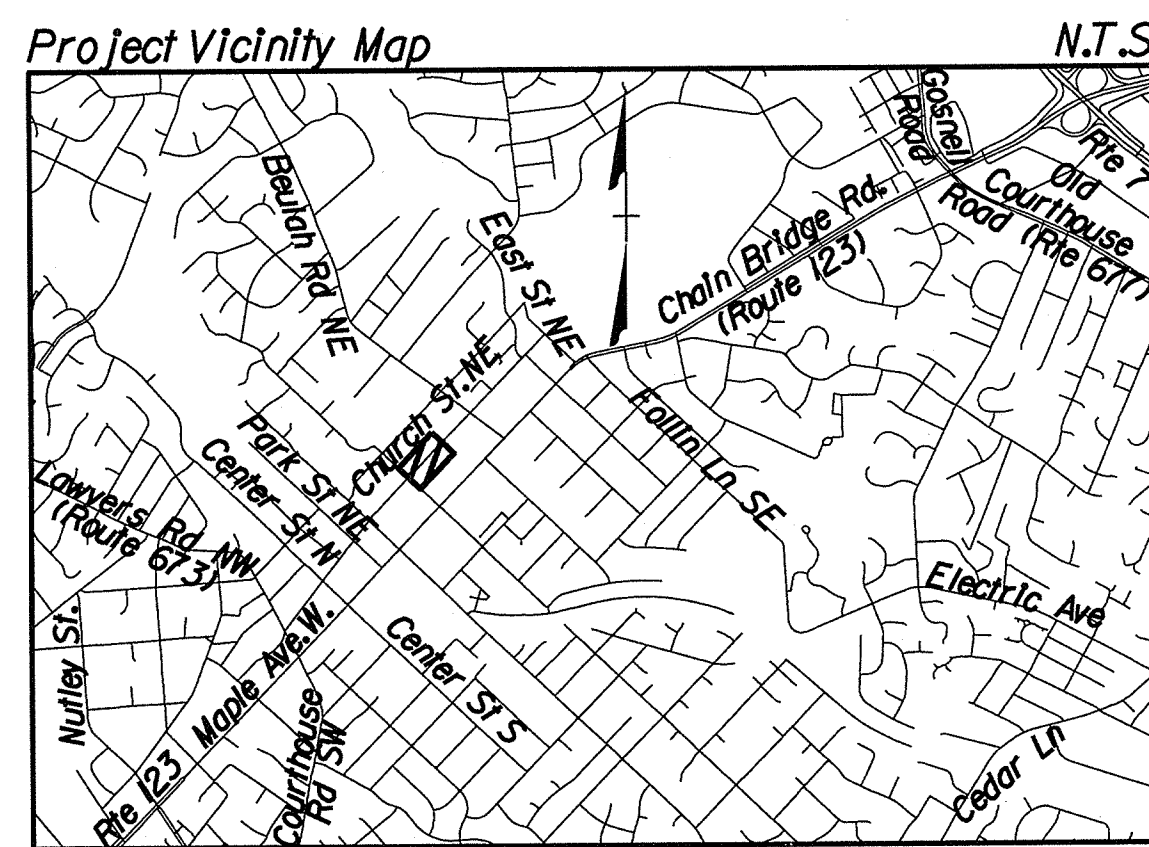 Project Vicinity Map
N.T.S
Gosnell
Road
Rte 7
Old
Courthouse
Road (Rte 677)
Beulah Rd NE
East St NE
Chain Bridge Rd.
(Route 123)
Church St. NE
Follin Ln SE
Park St NE
Center St N
Lawyers Rd NW
(Route 673)
Nutley St.
Rte 123 Maple Ave. W.
Center St S
Courthouse
Rd SW
Electric Ave
Cedar Ln